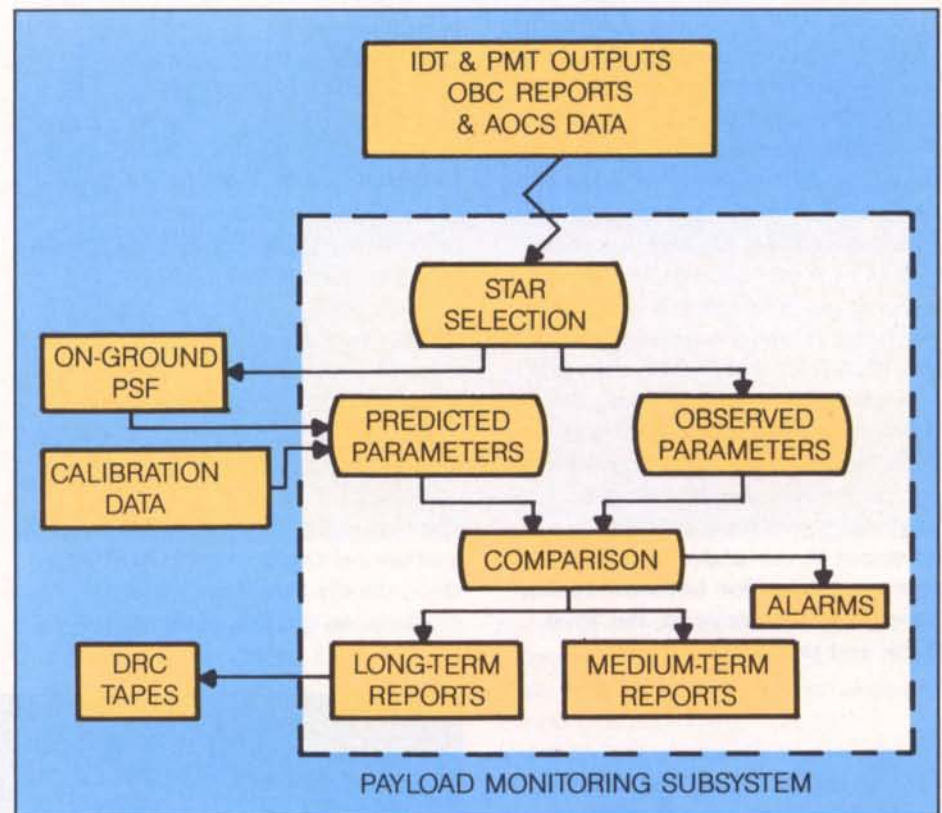 IDT & PMT OUTPUTS
OBC REPORTS
& AOCS DATA
STAR
SELECTION
ON-GROUND
PSF
PREDICTED
PARAMETERS
OBSERVED
PARAMETERS
CALIBRATION
DATA
COMPARISON
ALARMS
DRC
TAPES
LONG-TERM
REPORTS
MEDIUM-TERM
REPORTS
PAYLOAD MONITORING SUBSYSTEM